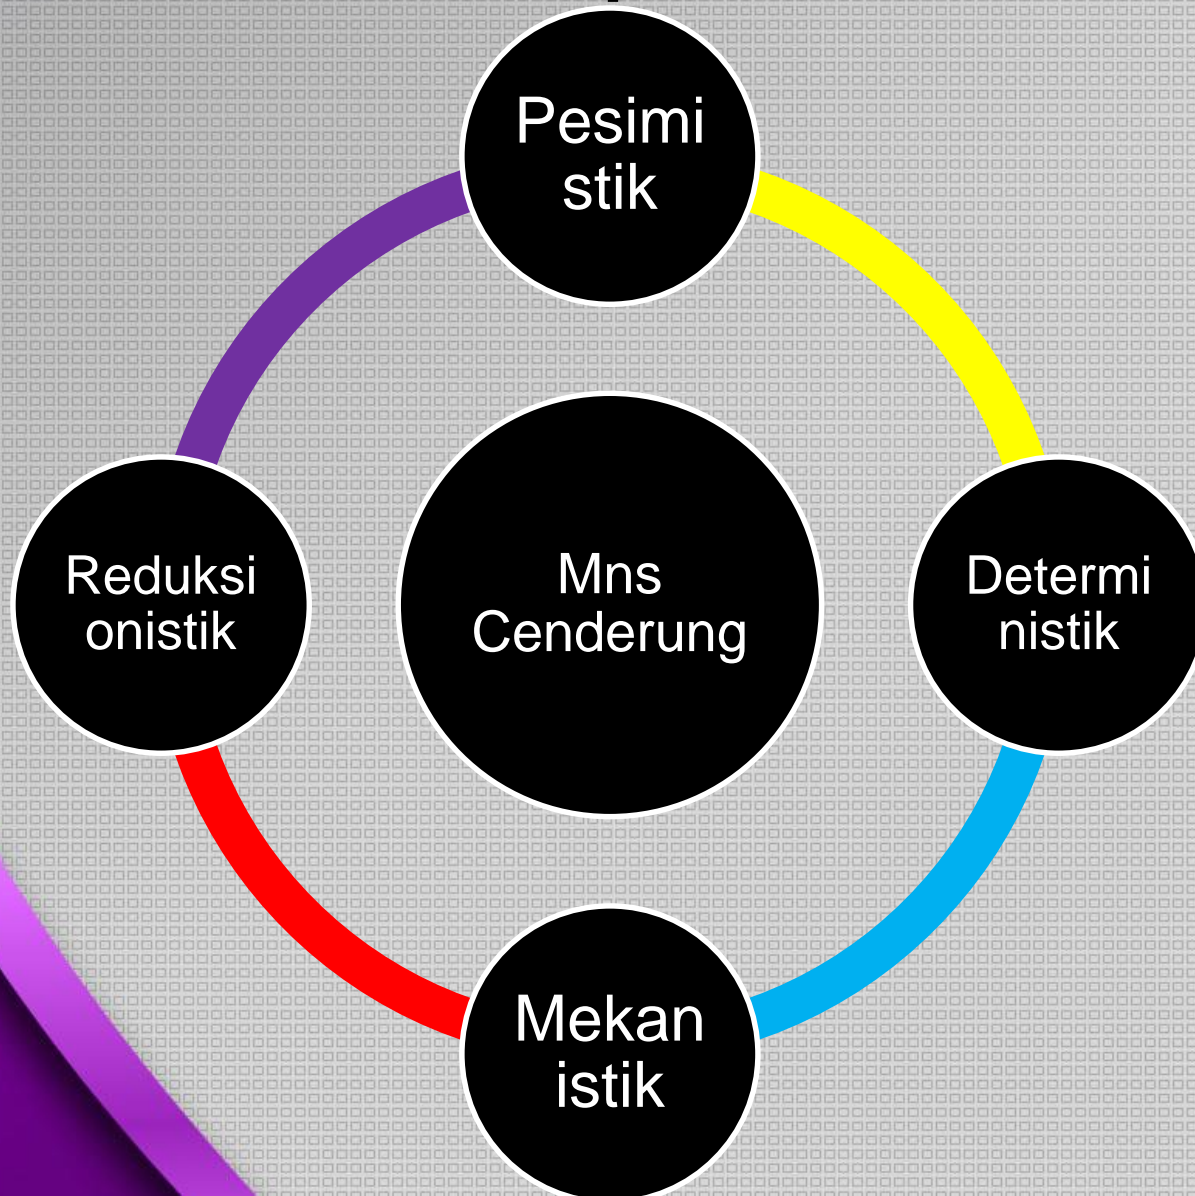 Pesimi
stik
Reduksi
onistik
Mns
Cenderung
Determi
nistik
Mekan
istik